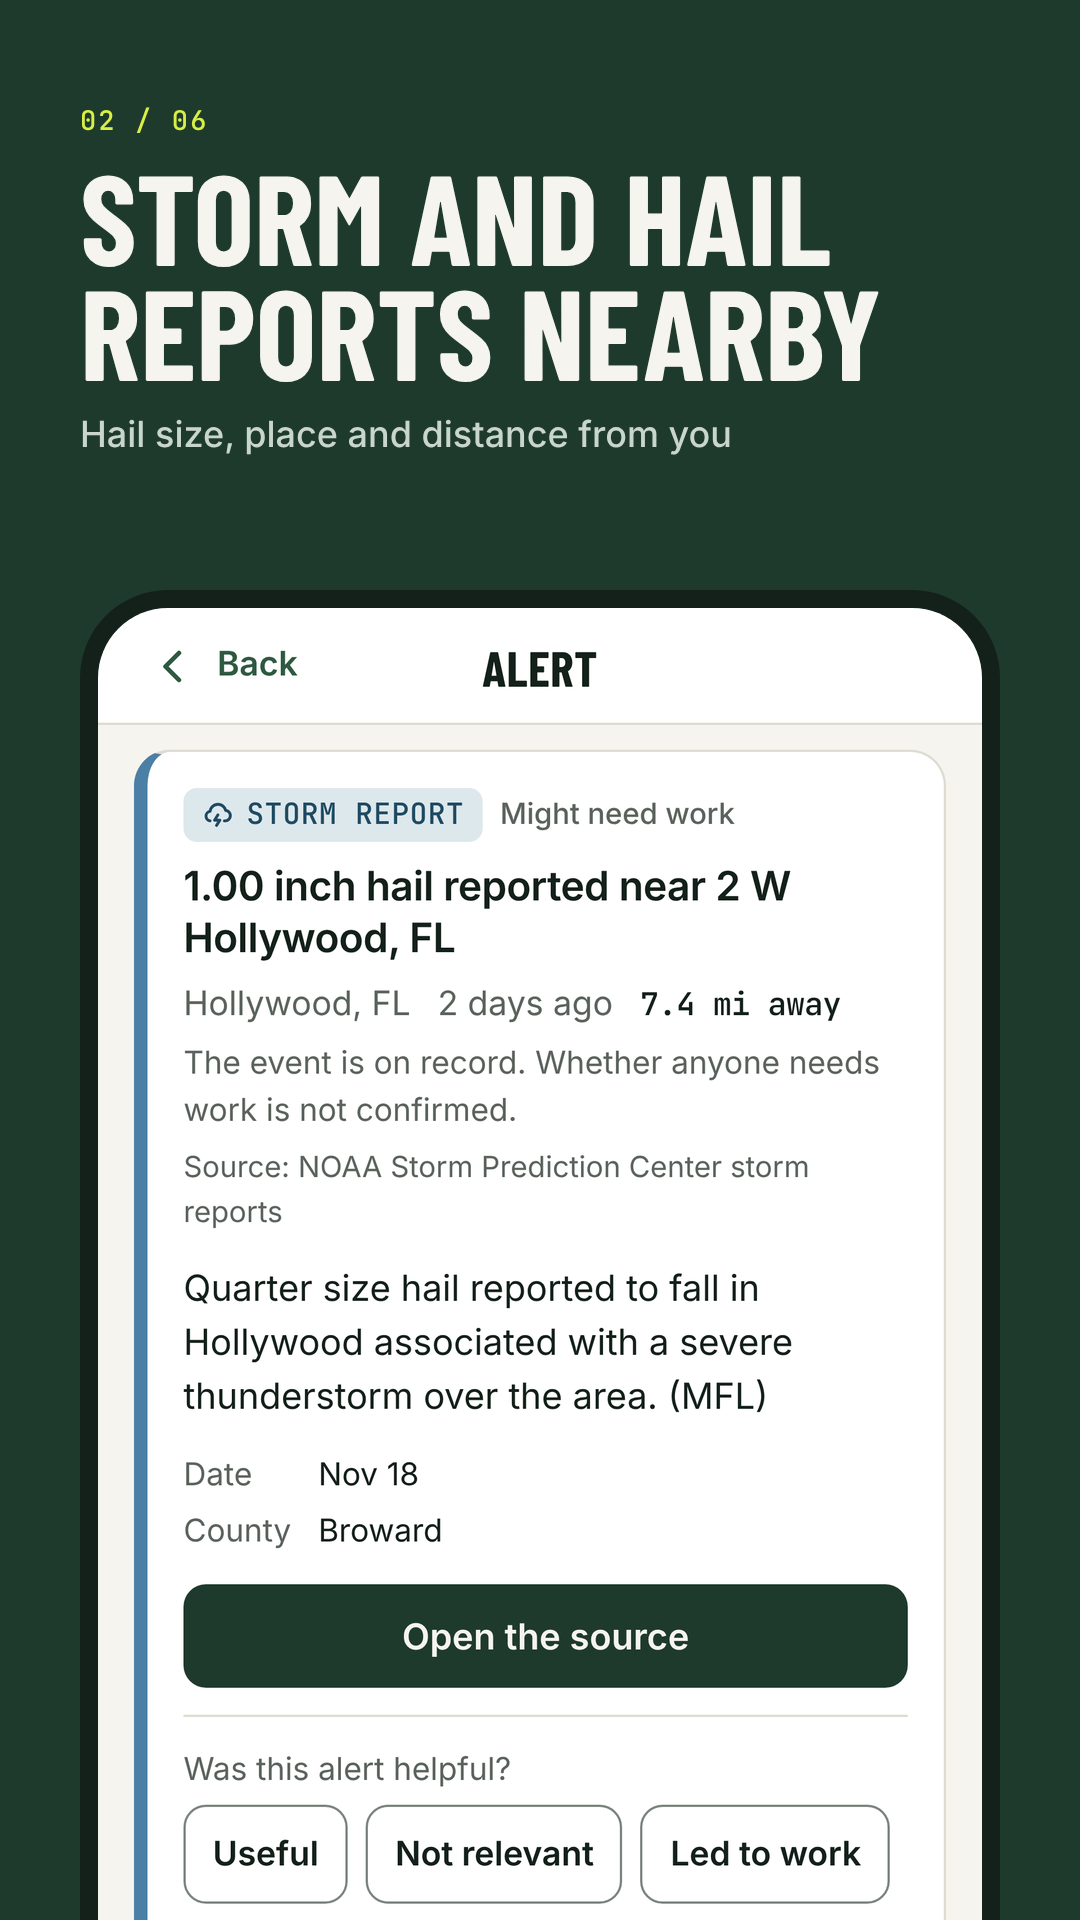 02 / 06
STORM AND HAIL
REPORTS NEARBY
Hail size, place and distance from you
Back
ALERT
STORM REPORT Might need work
1.00 inch hail reported near 2 W
Hollywood, FL
Hollywood, FL 2 days ago 7.4 mi away
The event is on record. Whether anyone needs
work is not confirmed.
Source: NOAA Storm Prediction Center storm
reports
Quarter size hail reported to fall in
Hollywood associated with a severe
thunderstorm over the area. (MFL)
Date Nov 18
County Broward
Open the source
Was this alert helpful?
Useful Not relevant Led to work